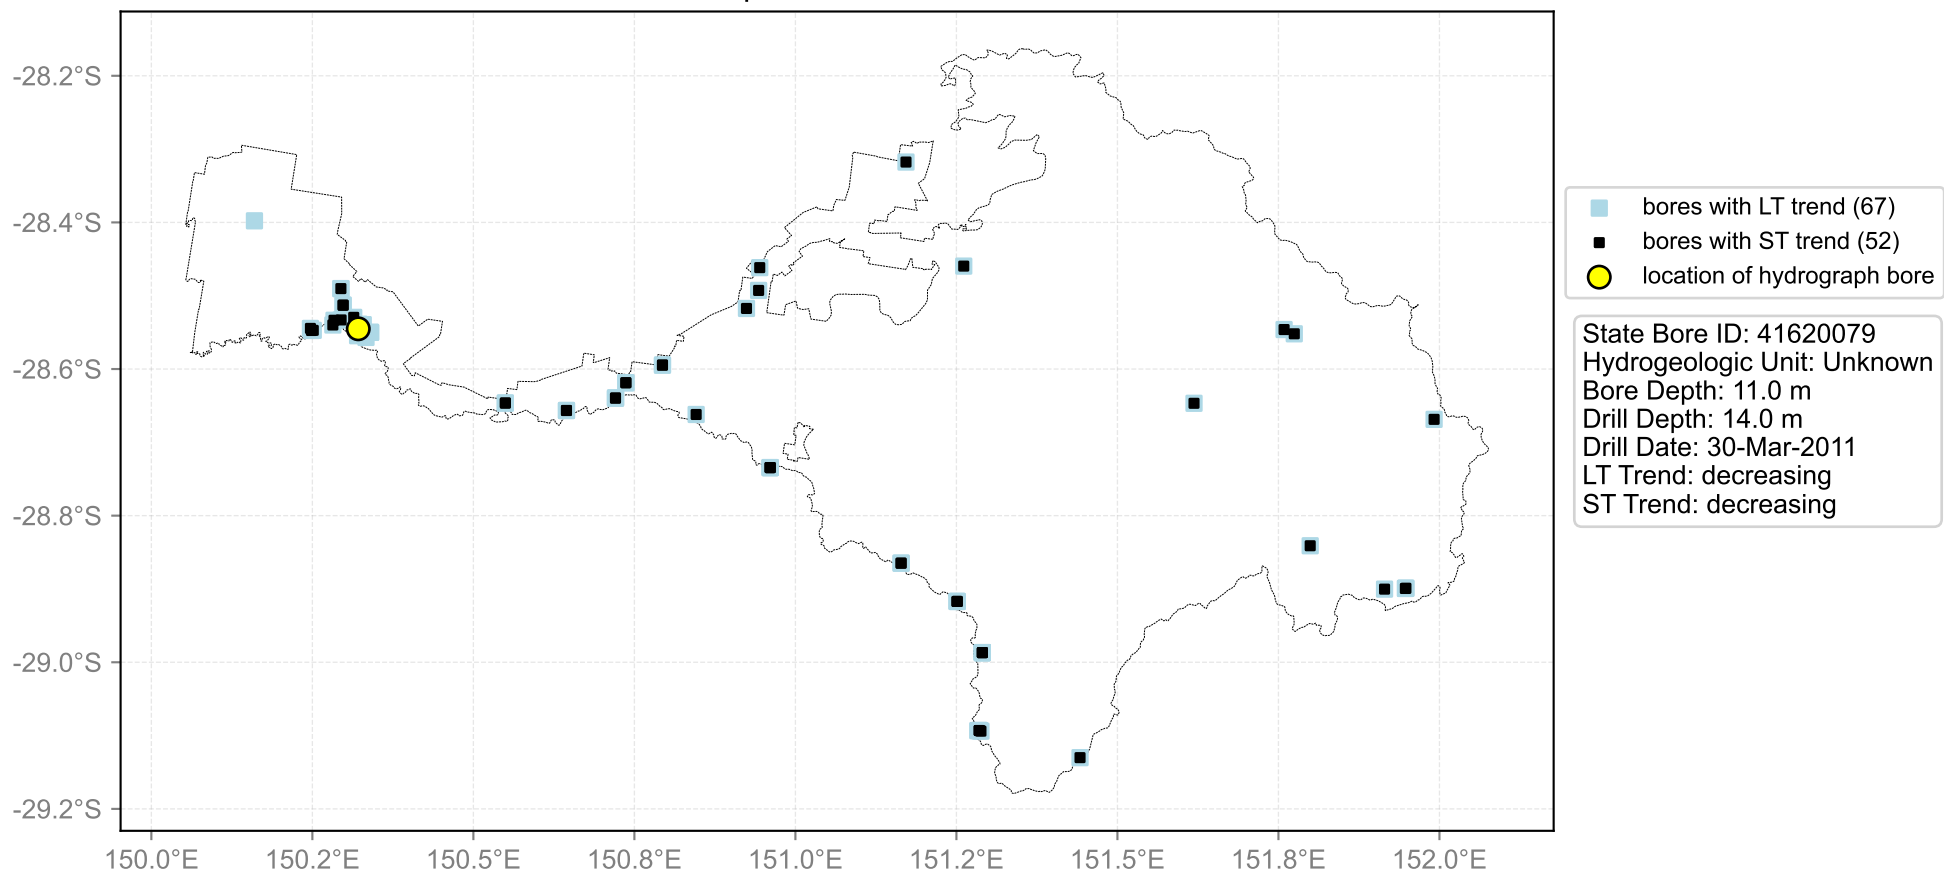 -28.2°S
-28.4°S
-28.6°S
-28.8°S
-29.0°S
-29.2°S
150.0°E 150.2°E 150.5°E 150.8°E 151.0°E 151.2°E 151.5°E 151.8°E 152.0°E
bores with LT trend (67)
bores with ST trend (52)
location of hydrograph bore
State Bore ID: 41620079
Hydrogeologic Unit: Unknown
Bore Depth: 11.0 m
Drill Depth: 14.0 m
Drill Date: 30-Mar-2011
LT Trend: decreasing
ST Trend: decreasing